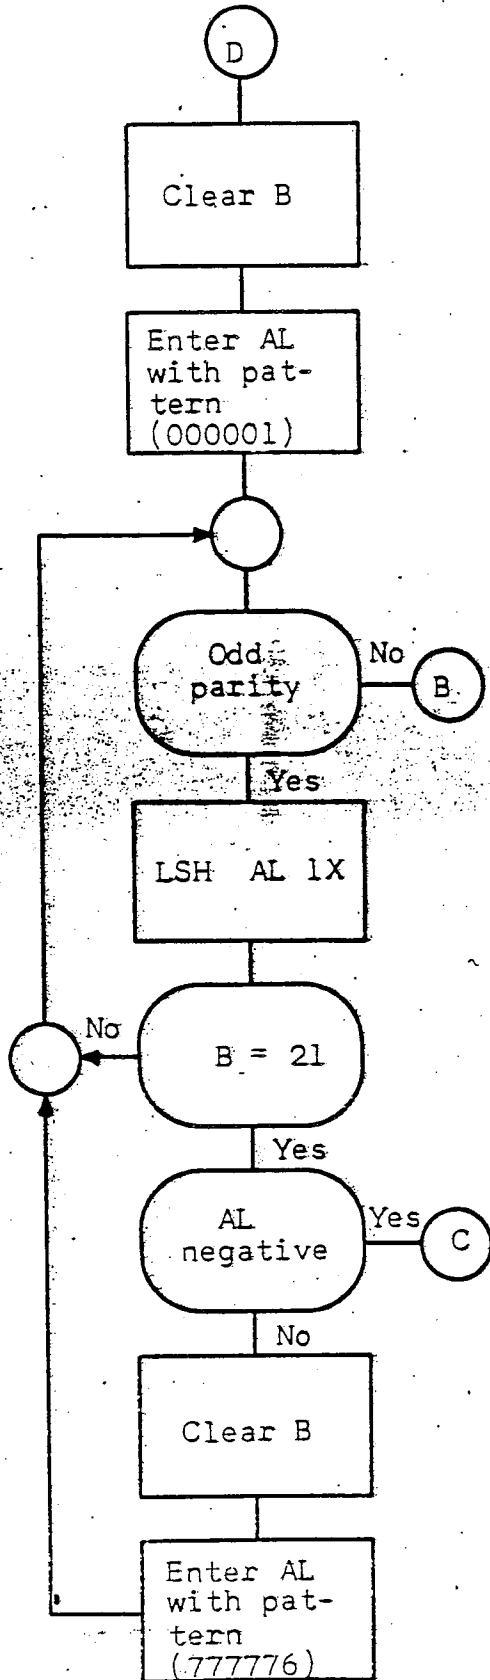 D
Clear B
Enter AL
with pat-
tern
(000001)
Odd
parity
No
B
Yes
LSH AL 1X
No
B = 21
Yes
AL
negative
Yes
C
No
Clear B
Enter AL
with pat-
tern
(777776)